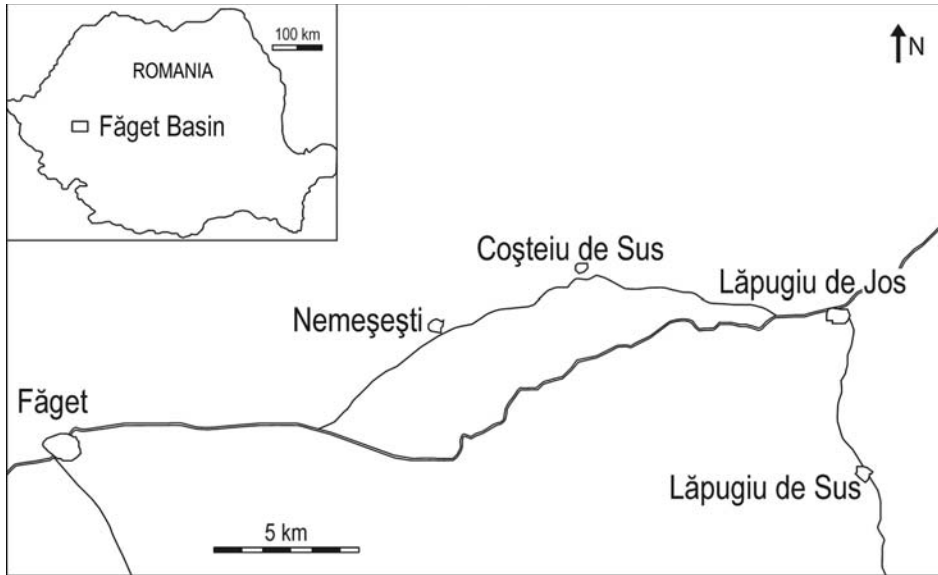 100 km
ROMANIA
Făget Basin
N
Coşteiu de Sus
Lăpugiu de Jos
Nemeşeşti
Făget
Lăpugiu de Sus
5 km